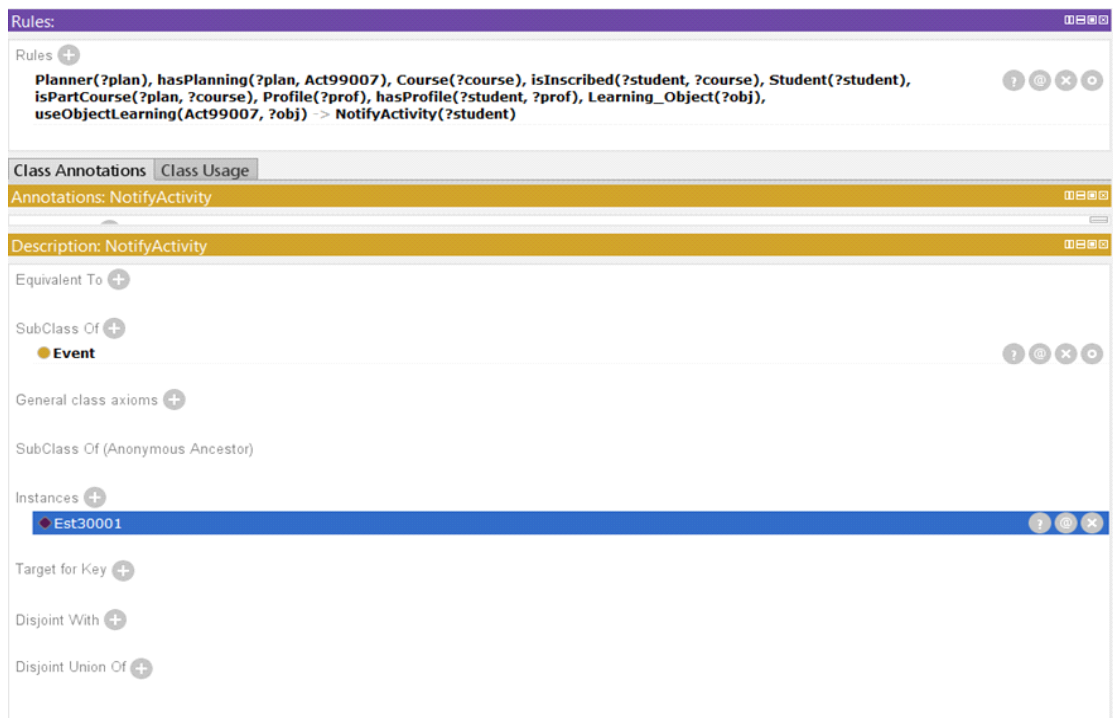 Rules:
Rules
Planner(?plan), hasPlanning(?plan, Act99007), Course(?course), isInscribed(?student, ?course), Student(?student),
isPartCourse(?plan, ?course), Profile(?prof), hasProfile(?student, ?prof), Learning_Object(?obj),
useObjectLearning(Act99007, ?obj) -> NotifyActivity(?student)
Class Annotations Class Usage
Annotations: NotifyActivity
Description: NotifyActivity
Equivalent To
SubClass Of
Event
General class axioms
SubClass Of (Anonymous Ancestor)
Instances
Est30001
Target for Key
Disjoint With
Disjoint Union Of